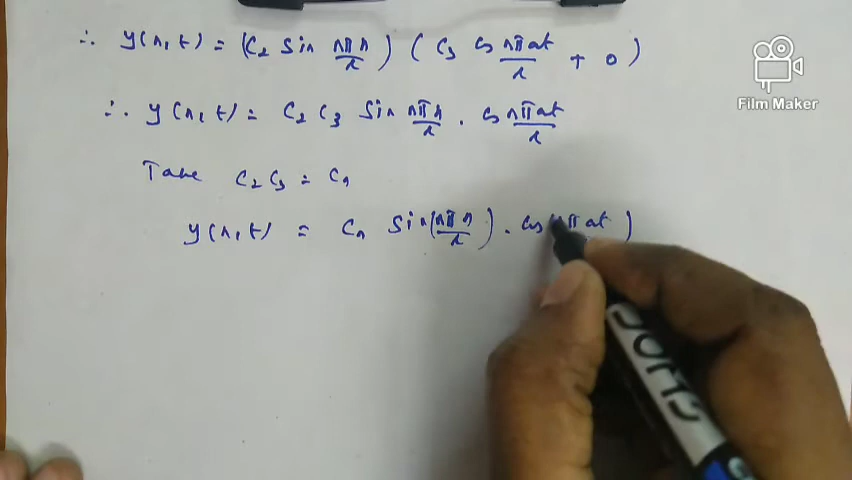 ∴ y(x,t) = (C₂ Sin nπx/l) (C₃ Cos nπat/l + 0)
Film Maker
∴ y(x,t) = C₂ C₃ Sin nπx/l . Cos nπat/l
Take C₂C₃ = Cₙ
y(x,t) = Cₙ Sin(nπx/l) . Cos(nπat)